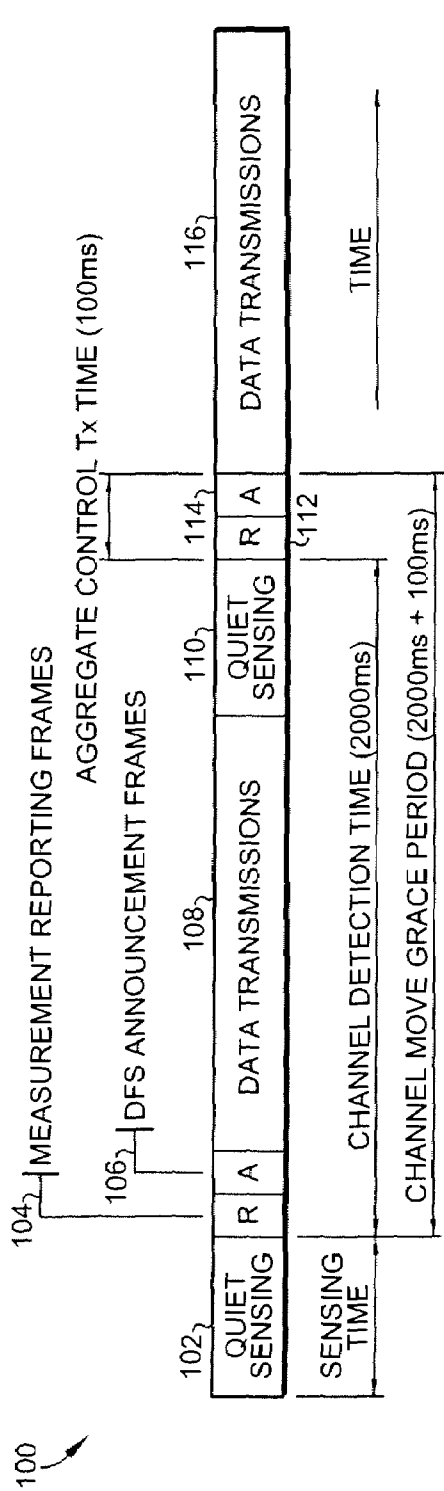 100
104
MEASUREMENT REPORTING FRAMES
106
DFS ANNOUNCEMENT FRAMES
AGGREGATE CONTROL Tx TIME (100ms)
102
108
110
114
116
QUIET
SENSING
R
A
DATA TRANSMISSIONS
QUIET
SENSING
R
A
DATA TRANSMISSIONS
112
SENSING
TIME
CHANNEL DETECTION TIME (2000ms)
TIME
CHANNEL MOVE GRACE PERIOD (2000ms + 100ms)